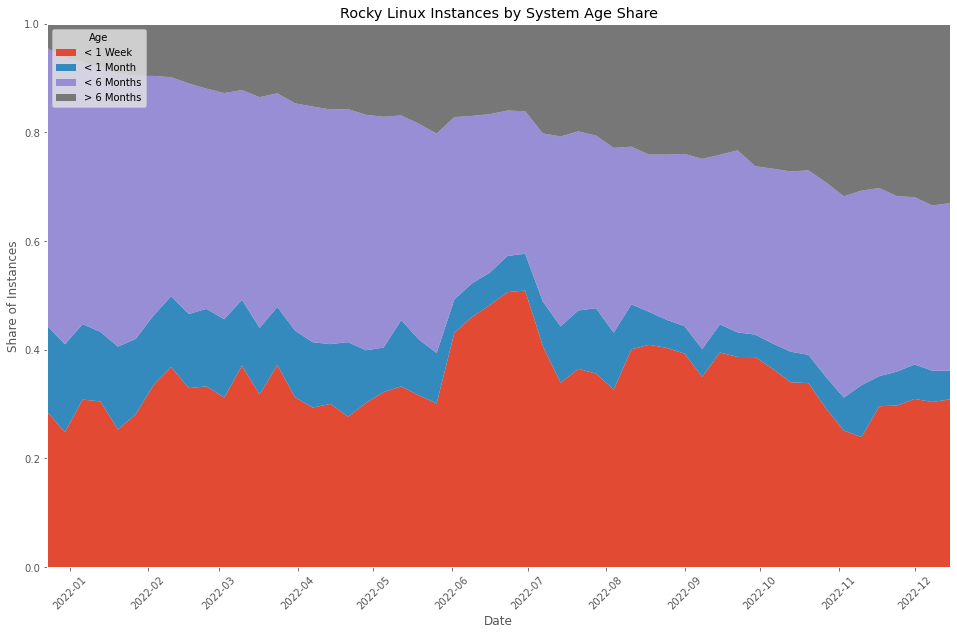 Rocky Linux Instances by System Age Share
1.0
0.8
0.6
0.4
0.2
0.0
Share of Instances
Age
< 1 Week
< 1 Month
< 6 Months
> 6 Months
2022-01
2022-02
2022-03
2022-04
2022-05
2022-06
2022-07
2022-08
2022-09
2022-10
2022-11
2022-12
Date